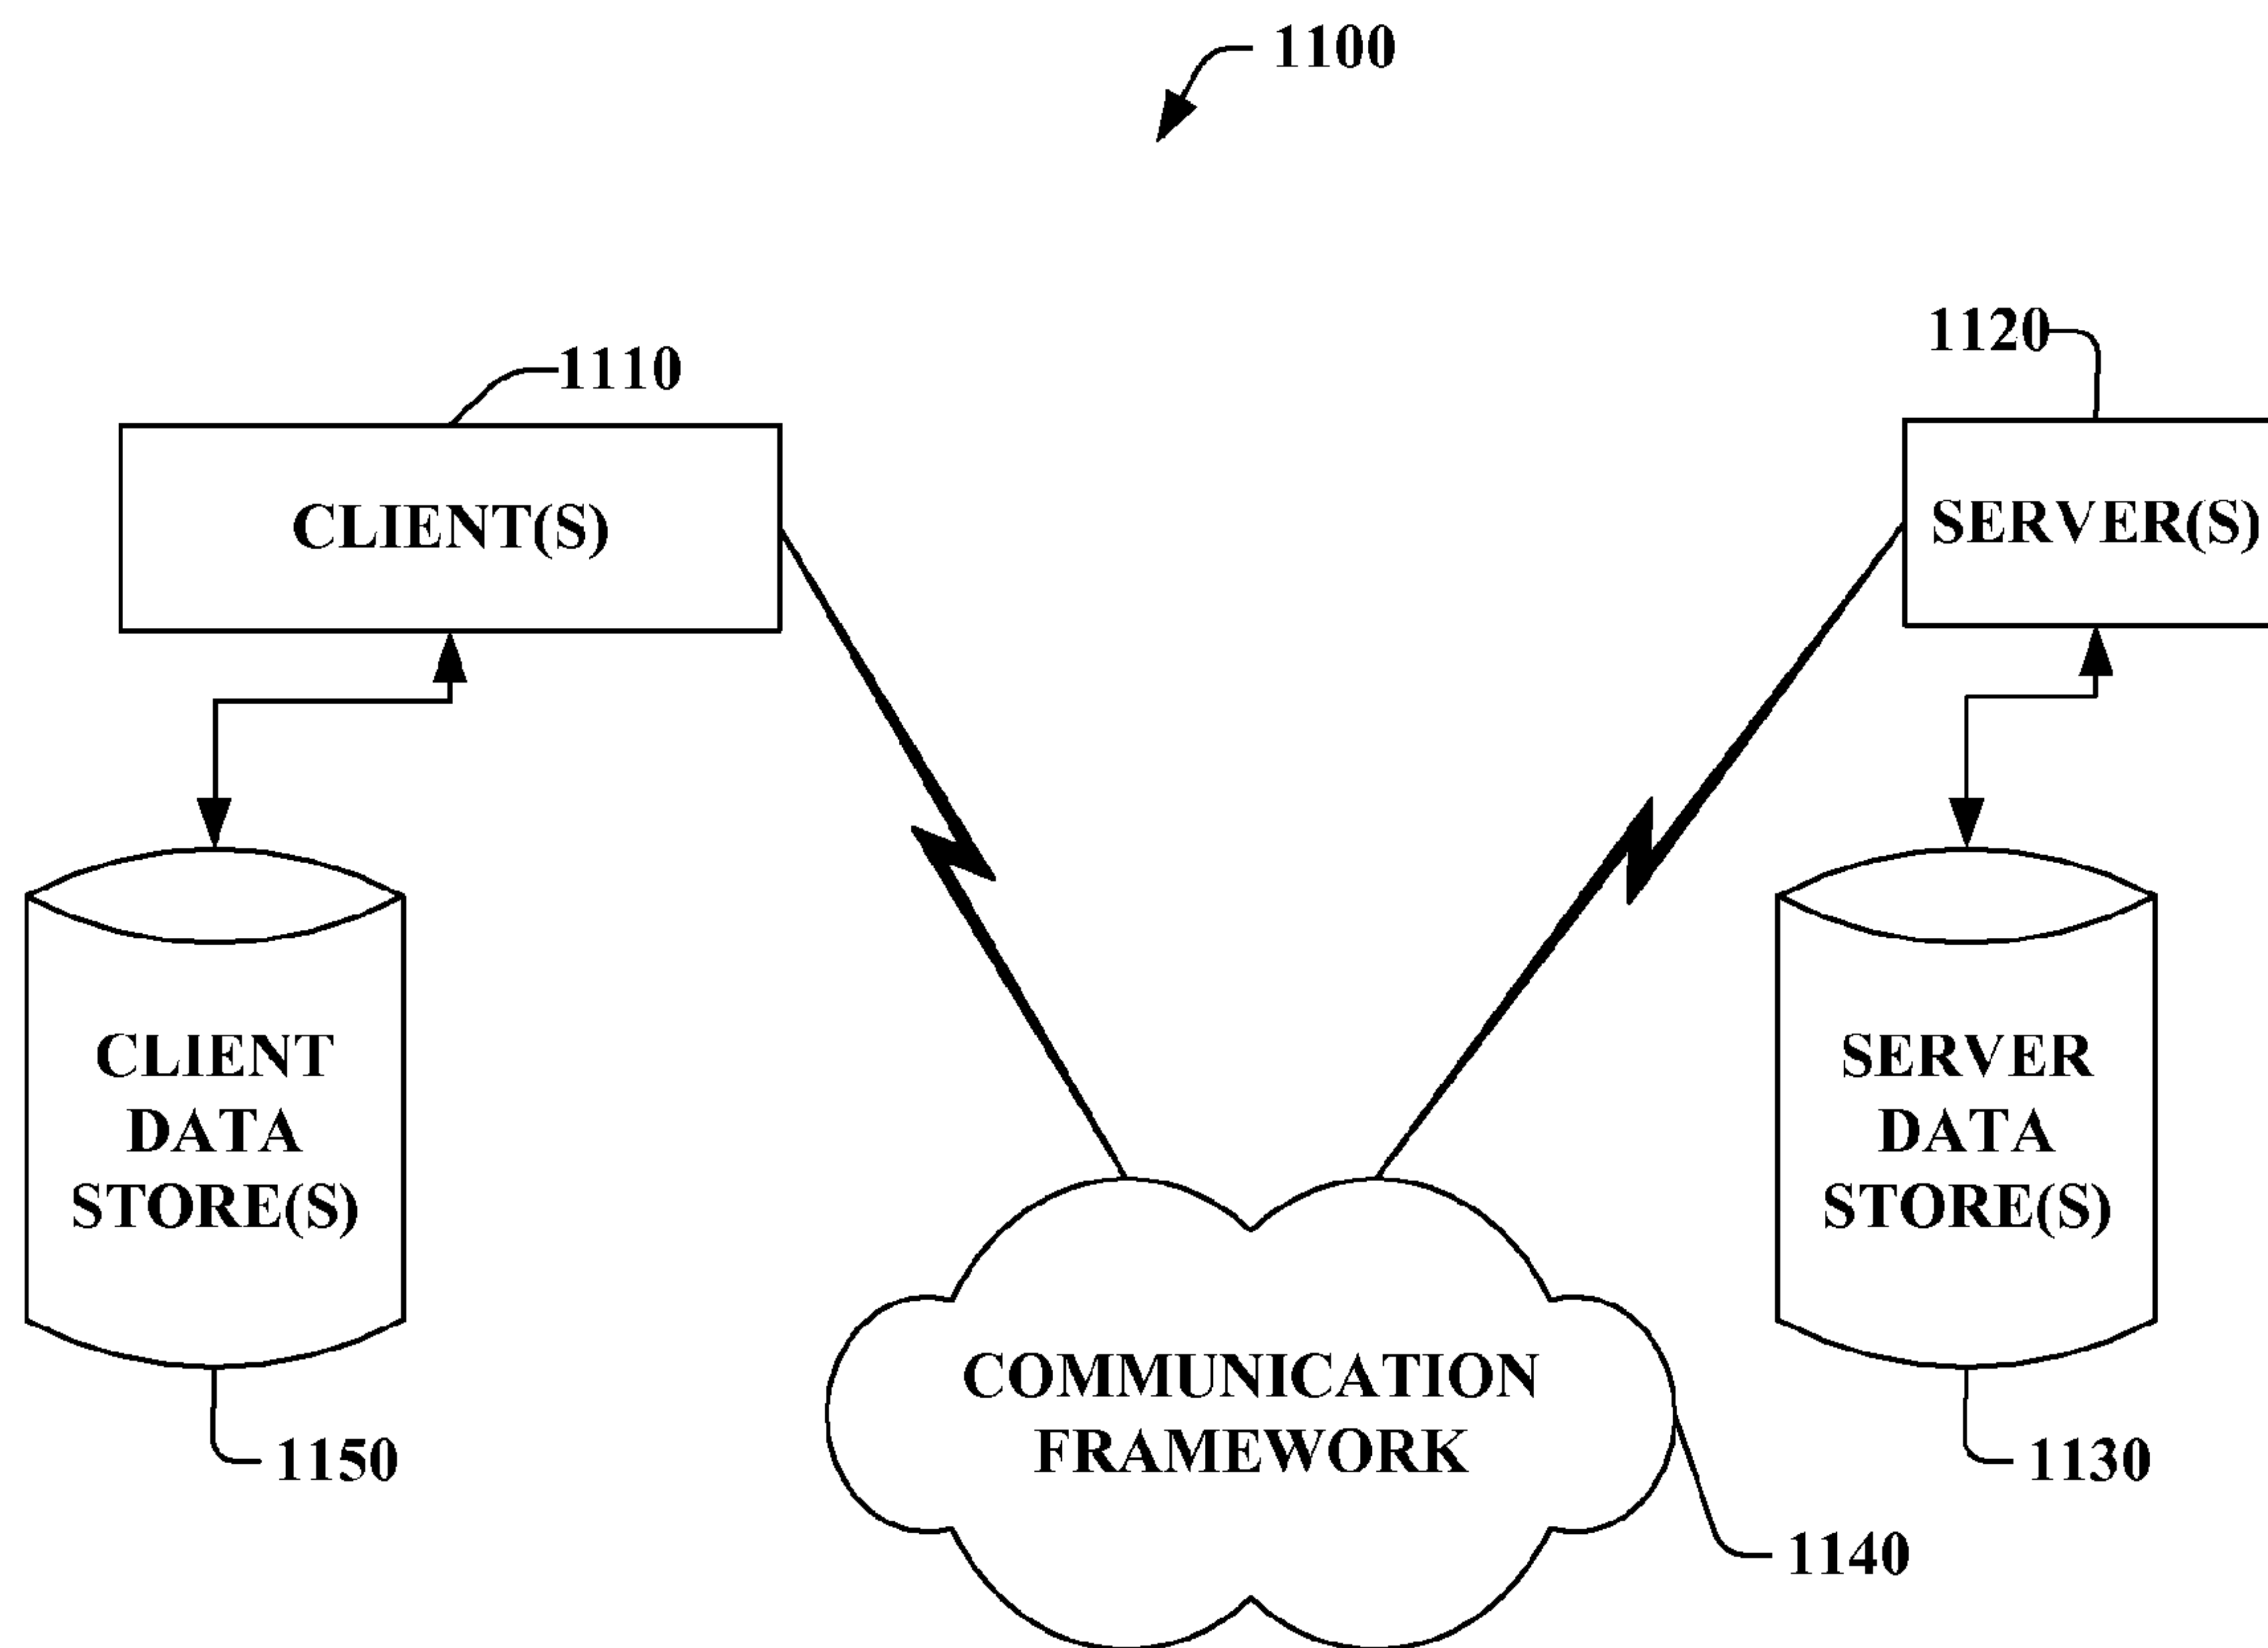 1100
1110
1120
CLIENT(S)
SERVER(S)
CLIENT
DATA
STORE(S)
SERVER
DATA
STORE(S)
COMMUNICATION
FRAMEWORK
1150
1130
1140